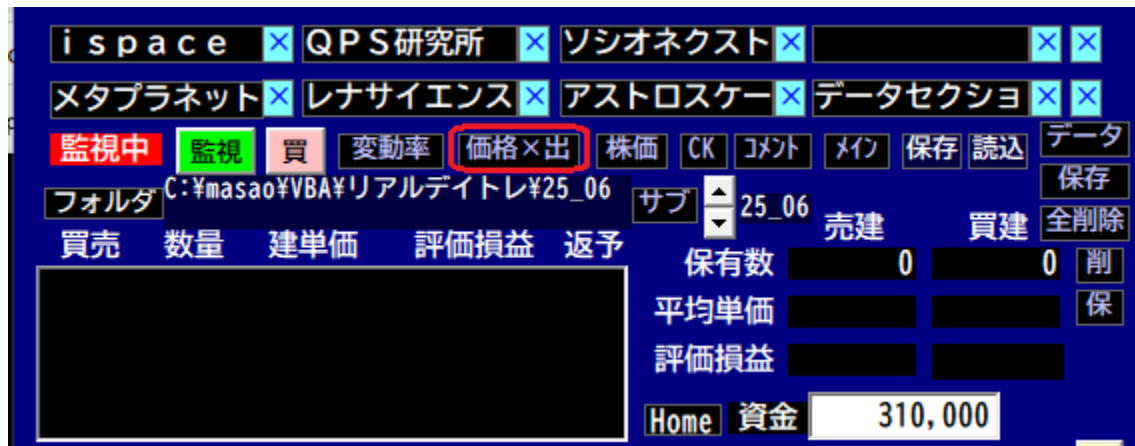 ｉｓｐａｃｅ × ＱＰＳ研究所 × ソシオネクスト × × ×
メタプラネット × レナサイエンス × アストロスケー × データセクショ × ×
監視中 監視 買 変動率 価格×出 株価 CK コメント メイン 保存 読込 データ
保存
フォルダ C:¥masao¥VBA¥リアルデイトレ¥25_06 サブ 25_06 売建 買建 全削除
買売 数量 建単価 評価損益 返予
保有数 0 0 削
平均単価 保
評価損益
Home 資金 310,000